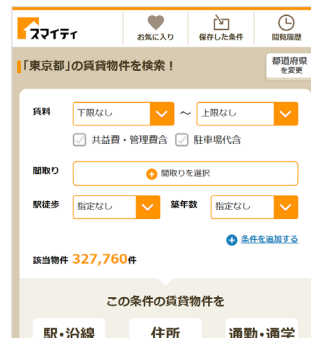 スマイティ
お気に入り
保存した条件
閲覧履歴
「東京都」の賃貸物件を検索！
都道府県
を変更
賃料
下限なし
～
上限なし
共益費・管理費含
駐車場代含
間取り
間取りを選択
駅徒歩
指定なし
築年数
指定なし
条件を追加する
該当物件 327,760件
この条件の賃貸物件を
駅・沿線
住所
通勤・通学